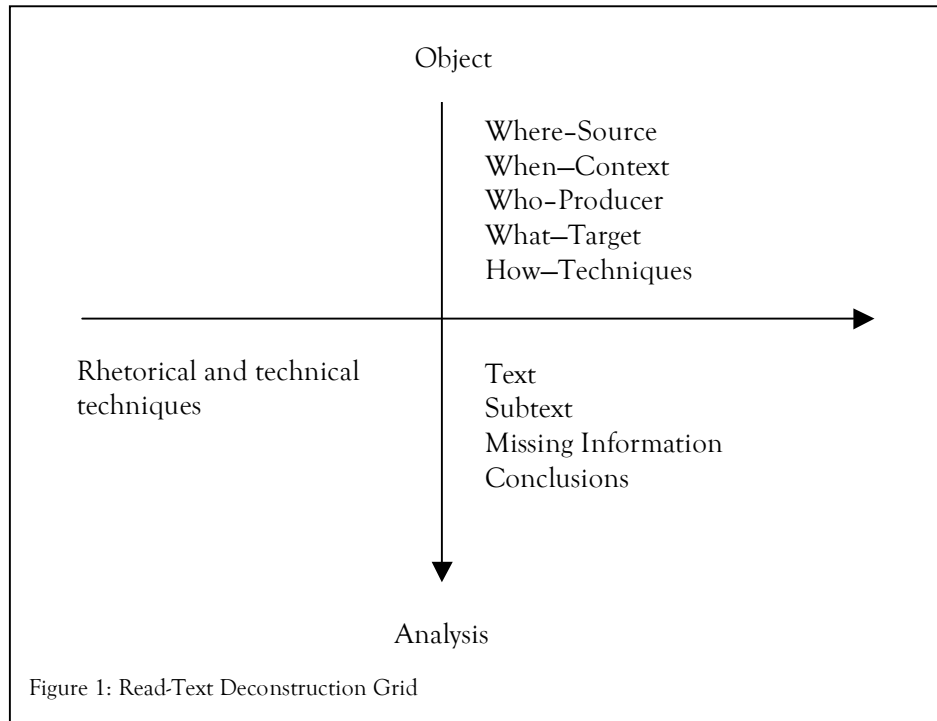 Object
Where-Source
When—Context
Who-Producer
What—Target
How—Techniques
Rhetorical and technical
techniques
Text
Subtext
Missing Information
Conclusions
Analysis
Figure 1: Read-Text Deconstruction Grid